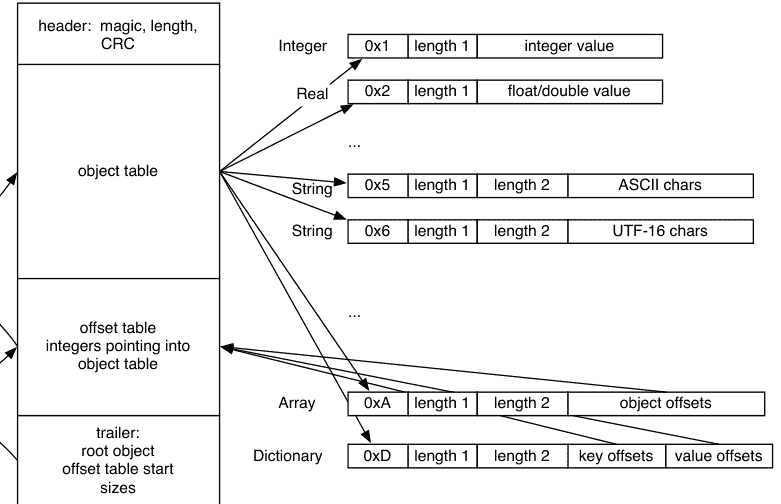 header: magic, length,
CRC
object table
offset table
integers pointing into
object table
trailer:
root object
offset table start
sizes
Integer 0x1 length 1 integer value
Real 0x2 length 1 float/double value
...
String 0x5 length 1 length 2 ASCII chars
String 0x6 length 1 length 2 UTF-16 chars
...
Array 0xA length 1 length 2 object offsets
Dictionary 0xD length 1 length 2 key offsets value offsets